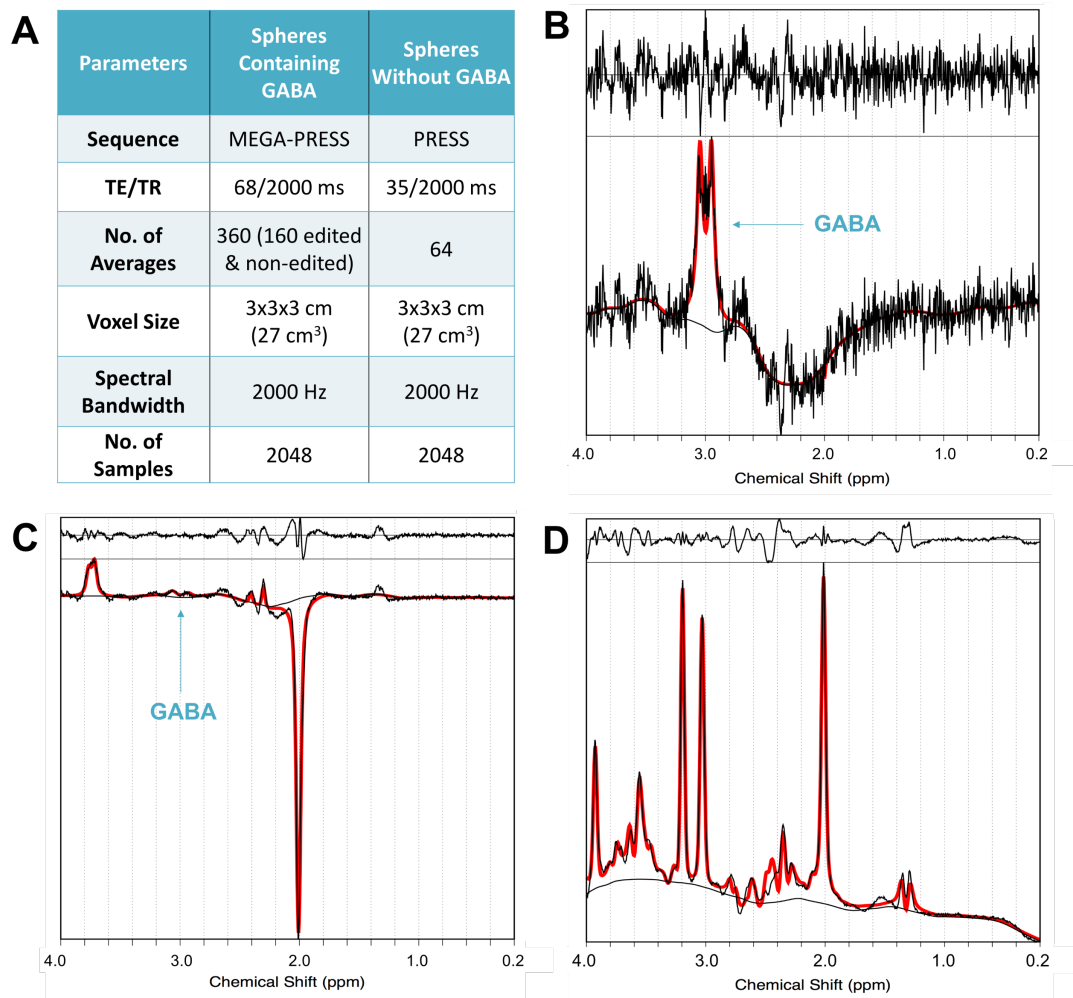 A
Parameters
Spheres
Containing
GABA
Spheres
Without GABA
Sequence
MEGA-PRESS
PRESS
TE/TR
68/2000 ms
35/2000 ms
No. of
Averages
360 (160 edited
& non-edited)
64
Voxel Size
3x3x3 cm
(27 cm³)
3x3x3 cm
(27 cm³)
Spectral
Bandwidth
2000 Hz
2000 Hz
No. of
Samples
2048
2048
B
GABA
4.0 3.0 2.0 1.0 0.2
Chemical Shift (ppm)
C
GABA
4.0 3.0 2.0 1.0 0.2
Chemical Shift (ppm)
D
4.0 3.0 2.0 1.0 0.2
Chemical Shift (ppm)